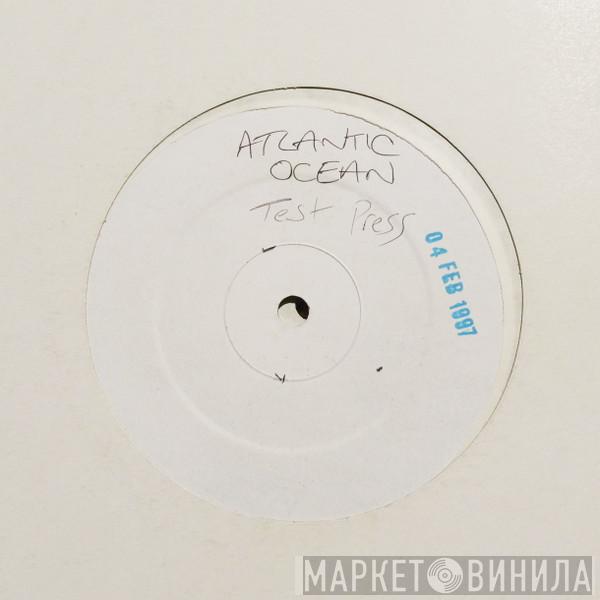 ATLANTIC
OCEAN
Test Press
04 FEB 1997
МАРКЕТ ВИНИЛА